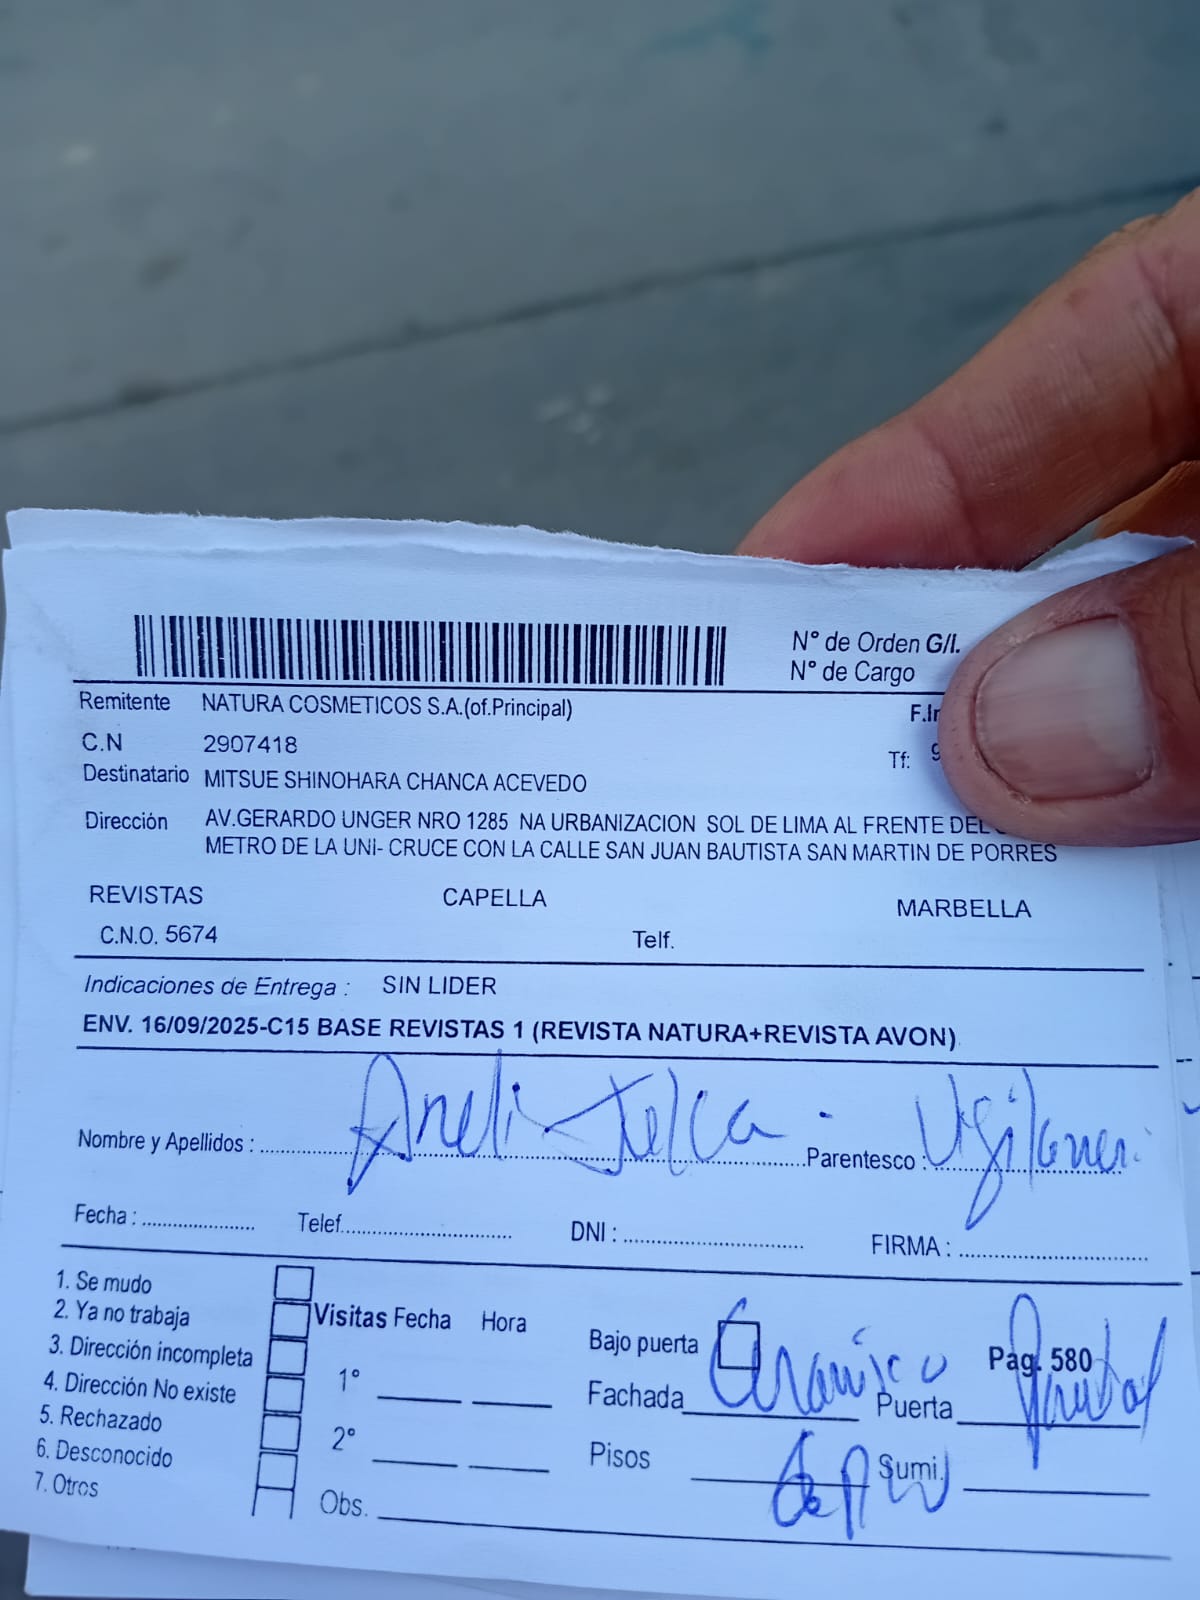 N° de Orden G/I.
N° de Cargo
Remitente NATURA COSMETICOS S.A.(of.Principal)
C.N 2907418
Tf: 9
Destinatario MITSUE SHINOHARA CHANCA ACEVEDO
Dirección AV.GERARDO UNGER NRO 1285 NA URBANIZACION SOL DE LIMA AL FRENTE DEL
METRO DE LA UNI- CRUCE CON LA CALLE SAN JUAN BAUTISTA SAN MARTIN DE PORRES
REVISTAS CAPELLA MARBELLA
C.N.O. 5674 Telf.
Indicaciones de Entrega : SIN LIDER
ENV. 16/09/2025-C15 BASE REVISTAS 1 (REVISTA NATURA+REVISTA AVON)
Nombre y Apellidos : Parentesco :
Fecha : Telef. DNI : FIRMA :
1. Se mudo
2. Ya no trabaja
3. Dirección incompleta
4. Dirección No existe
5. Rechazado
6. Desconocido
7. Otros
Visitas Fecha Hora
1°
2°
Obs.
Bajo puerta Pag. 580
Fachada Puerta
Pisos Sumi.